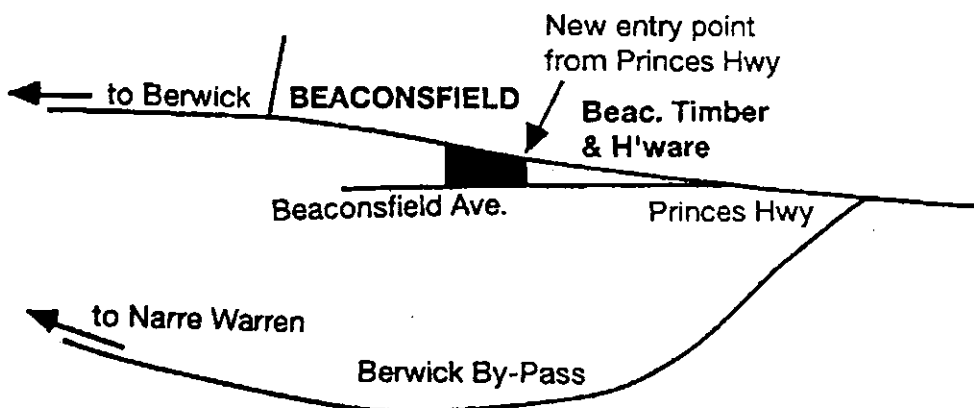 New entry point
from Princes Hwy
to Berwick
BEACONSFIELD
Beac. Timber
& H'ware
Beaconsfield Ave.
Princes Hwy
to Narre Warren
Berwick By-Pass